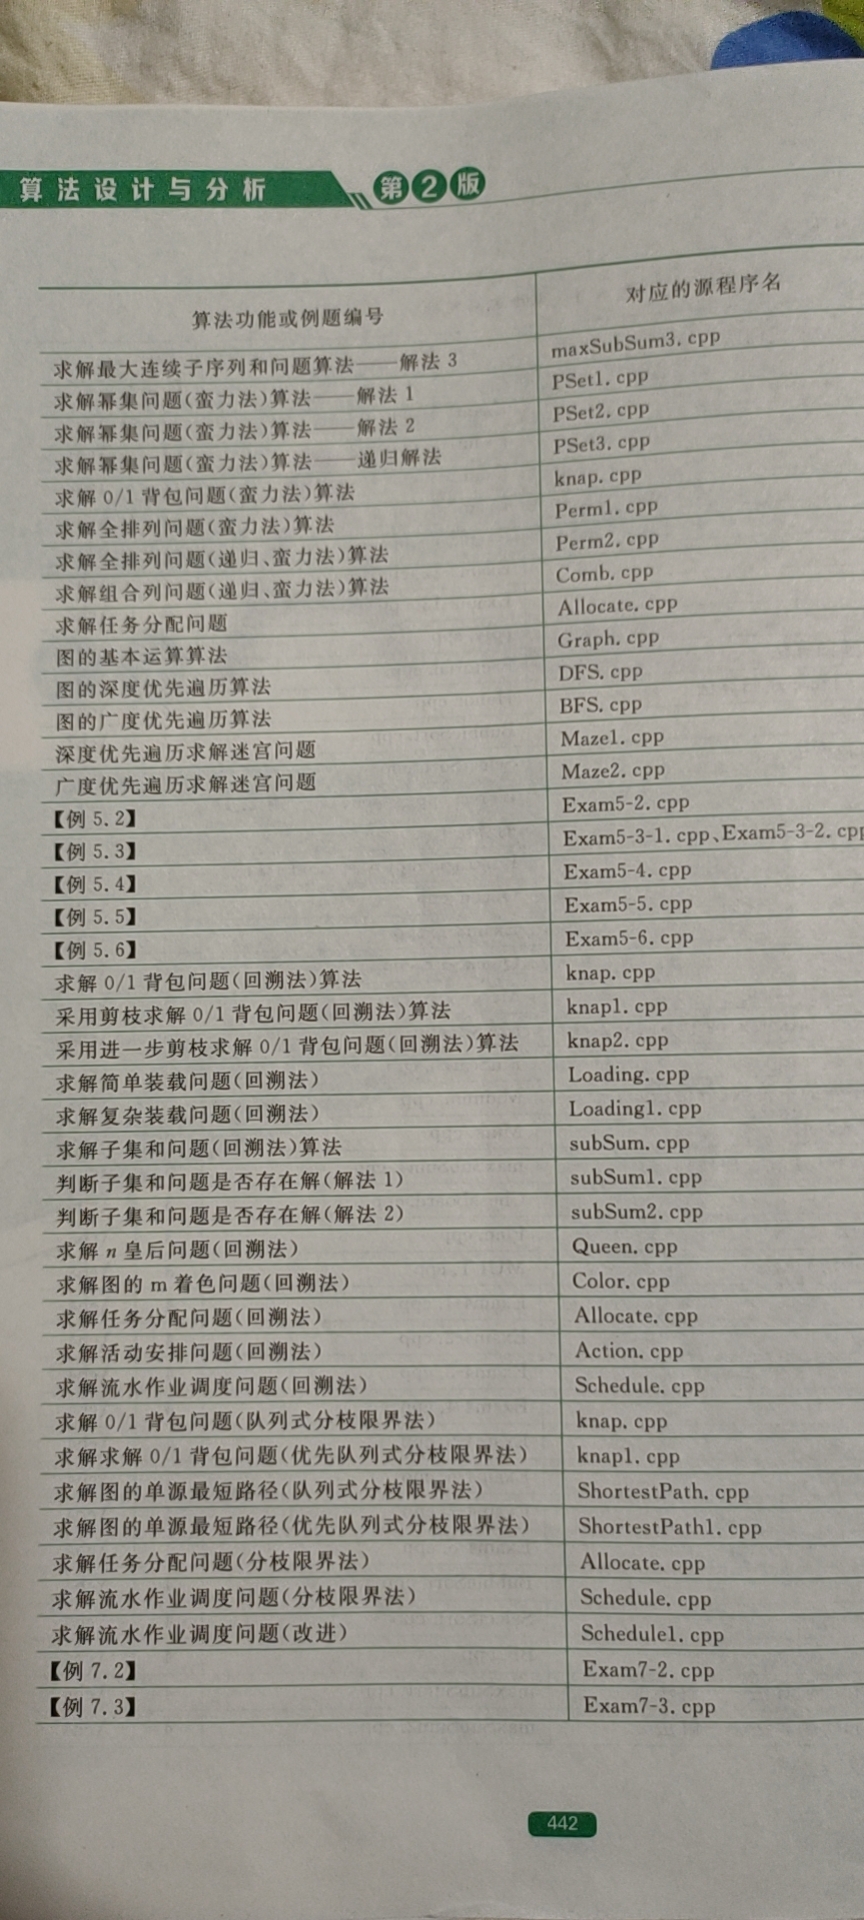 算法设计与分析 第2版
算法功能或例题编号 对应的源程序名
求解最大连续子序列和问题算法——解法 3 maxSubSum3.cpp
求解幂集问题(蛮力法)算法——解法 1 PSet1.cpp
求解幂集问题(蛮力法)算法——解法 2 PSet2.cpp
求解幂集问题(蛮力法)算法——递归解法 PSet3.cpp
求解 0/1 背包问题(蛮力法)算法 knap.cpp
求解全排列问题(蛮力法)算法 Perm1.cpp
求解全排列问题(递归、蛮力法)算法 Perm2.cpp
求解组合列问题(递归、蛮力法)算法 Comb.cpp
求解任务分配问题 Allocate.cpp
图的基本运算算法 Graph.cpp
图的深度优先遍历算法 DFS.cpp
图的广度优先遍历算法 BFS.cpp
深度优先遍历求解迷宫问题 Maze1.cpp
广度优先遍历求解迷宫问题 Maze2.cpp
【例 5.2】 Exam5-2.cpp
【例 5.3】 Exam5-3-1.cpp、Exam5-3-2.cpp
【例 5.4】 Exam5-4.cpp
【例 5.5】 Exam5-5.cpp
【例 5.6】 Exam5-6.cpp
求解 0/1 背包问题(回溯法)算法 knap.cpp
采用剪枝求解 0/1 背包问题(回溯法)算法 knap1.cpp
采用进一步剪枝求解 0/1 背包问题(回溯法)算法 knap2.cpp
求解简单装载问题(回溯法) Loading.cpp
求解复杂装载问题(回溯法) Loading1.cpp
求解子集和问题(回溯法)算法 subSum.cpp
判断子集和问题是否存在解(解法 1) subSum1.cpp
判断子集和问题是否存在解(解法 2) subSum2.cpp
求解 n 皇后问题(回溯法) Queen.cpp
求解图的 m 着色问题(回溯法) Color.cpp
求解任务分配问题(回溯法) Allocate.cpp
求解活动安排问题(回溯法) Action.cpp
求解流水作业调度问题(回溯法) Schedule.cpp
求解 0/1 背包问题(队列式分枝限界法) knap.cpp
求解求解 0/1 背包问题(优先队列式分枝限界法) knap1.cpp
求解图的单源最短路径(队列式分枝限界法) ShortestPath.cpp
求解图的单源最短路径(优先队列式分枝限界法) ShortestPath1.cpp
求解任务分配问题(分枝限界法) Allocate.cpp
求解流水作业调度问题(分枝限界法) Schedule.cpp
求解流水作业调度问题(改进) Schedule1.cpp
【例 7.2】 Exam7-2.cpp
【例 7.3】 Exam7-3.cpp
442